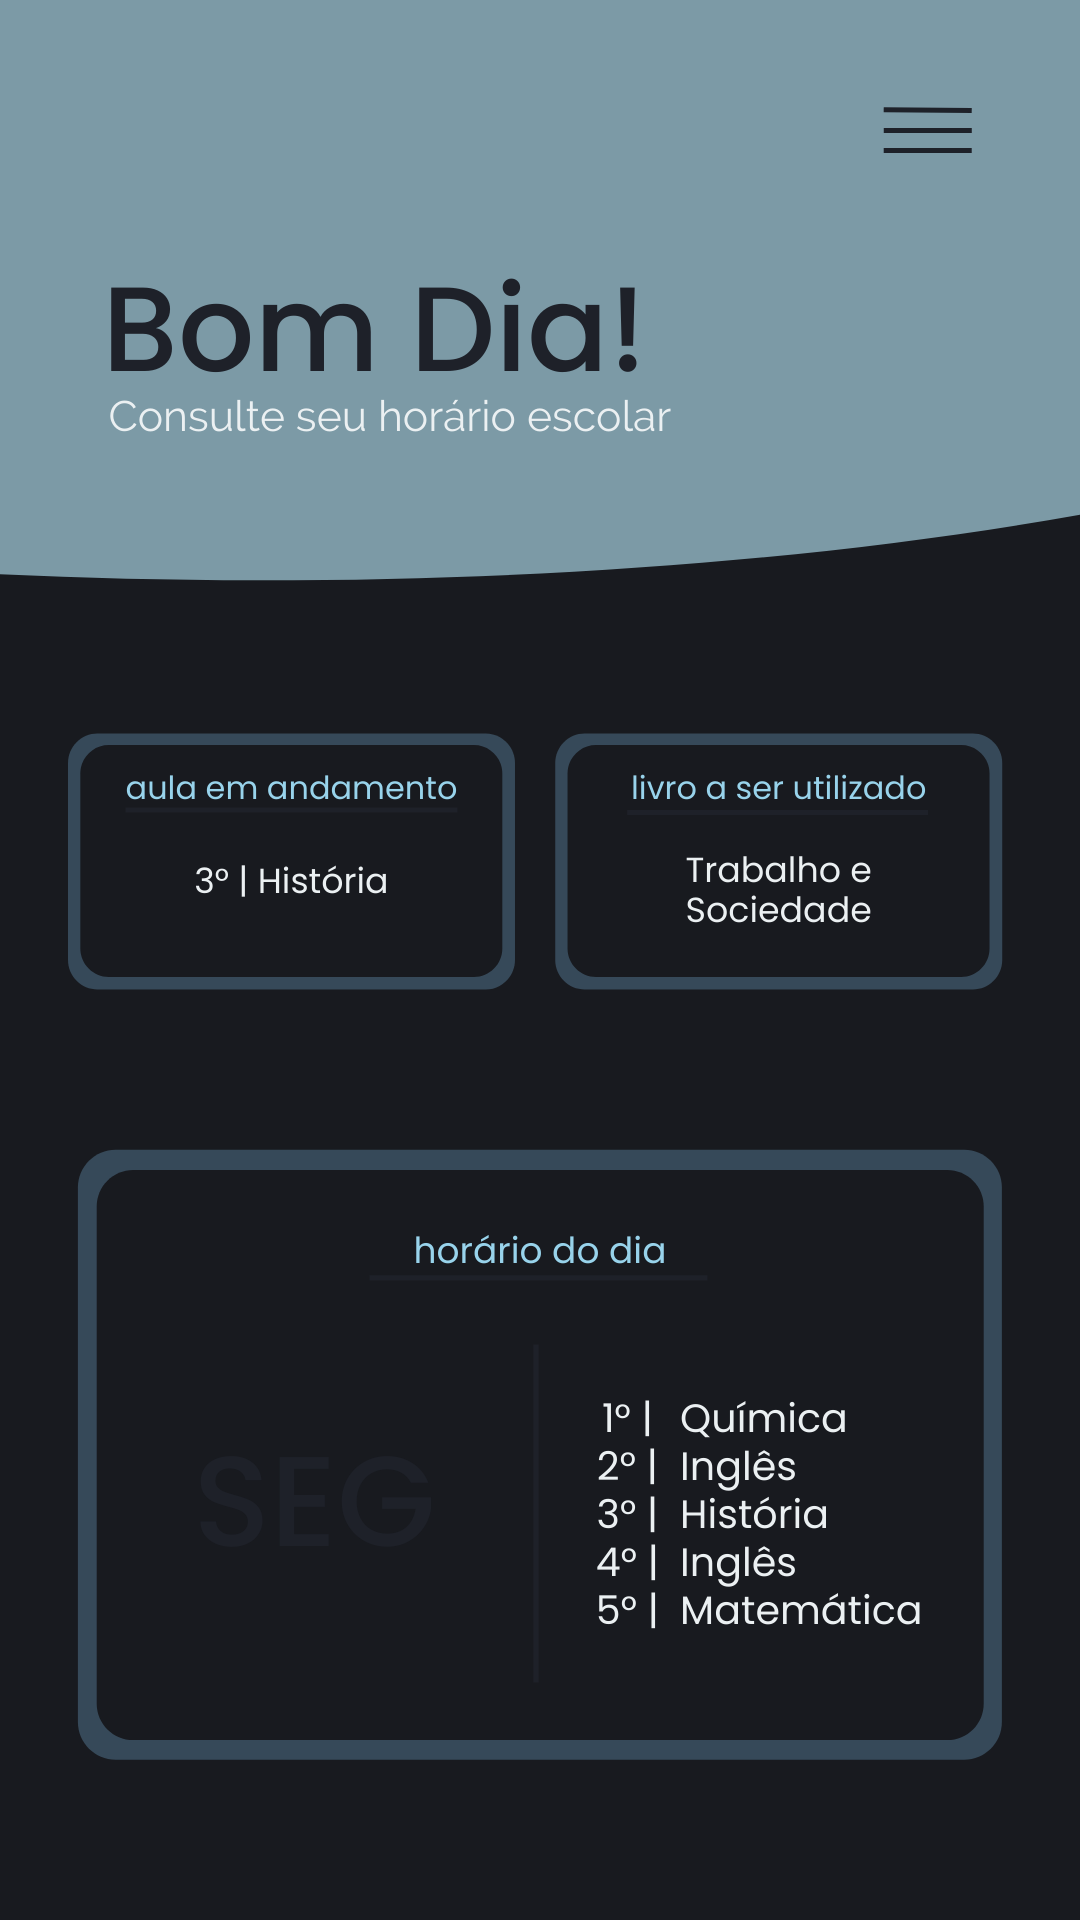 Bom Dia!
Consulte seu horário escolar
aula em andamento
3º | História
livro a ser utilizado
Trabalho e
Sociedade
horário do dia
SEG
1º | Química
2º | Inglês
3º | História
4º | Inglês
5º | Matemática